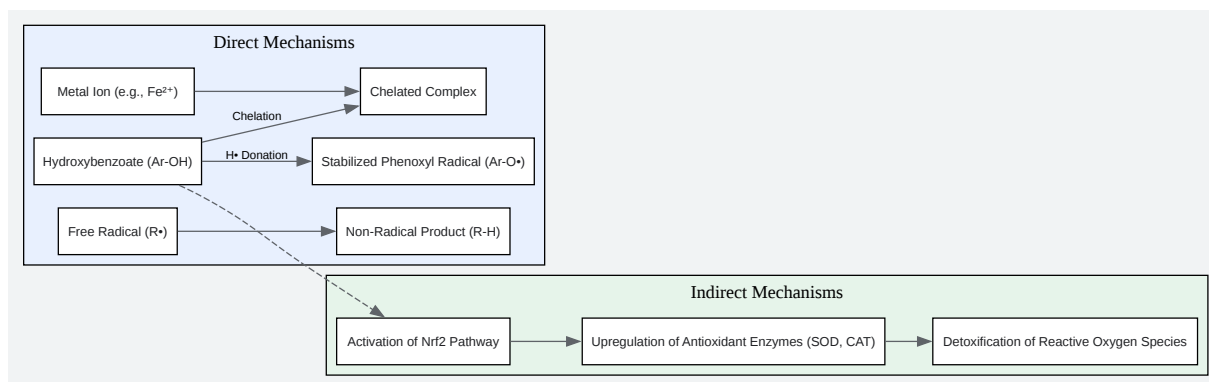 Direct Mechanisms
Metal Ion (e.g., Fe²⁺)
Chelated Complex
Chelation
Hydroxybenzoate (Ar-OH)
H• Donation
Stabilized Phenoxyl Radical (Ar-O•)
Free Radical (R•)
Non-Radical Product (R-H)
Indirect Mechanisms
Activation of Nrf2 Pathway
Upregulation of Antioxidant Enzymes (SOD, CAT)
Detoxification of Reactive Oxygen Species